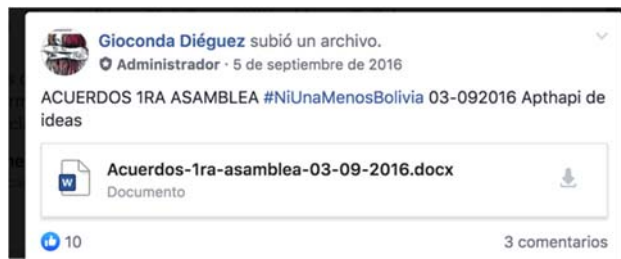 Gioconda Diéguez subió un archivo.
Administrador · 5 de septiembre de 2016
ACUERDOS 1RA ASAMBLEA #NiUnaMenosBolivia 03-092016 Apthapi de
ideas
W
Acuerdos-1ra-asamblea-03-09-2016.docx
Documento
10
3 comentarios